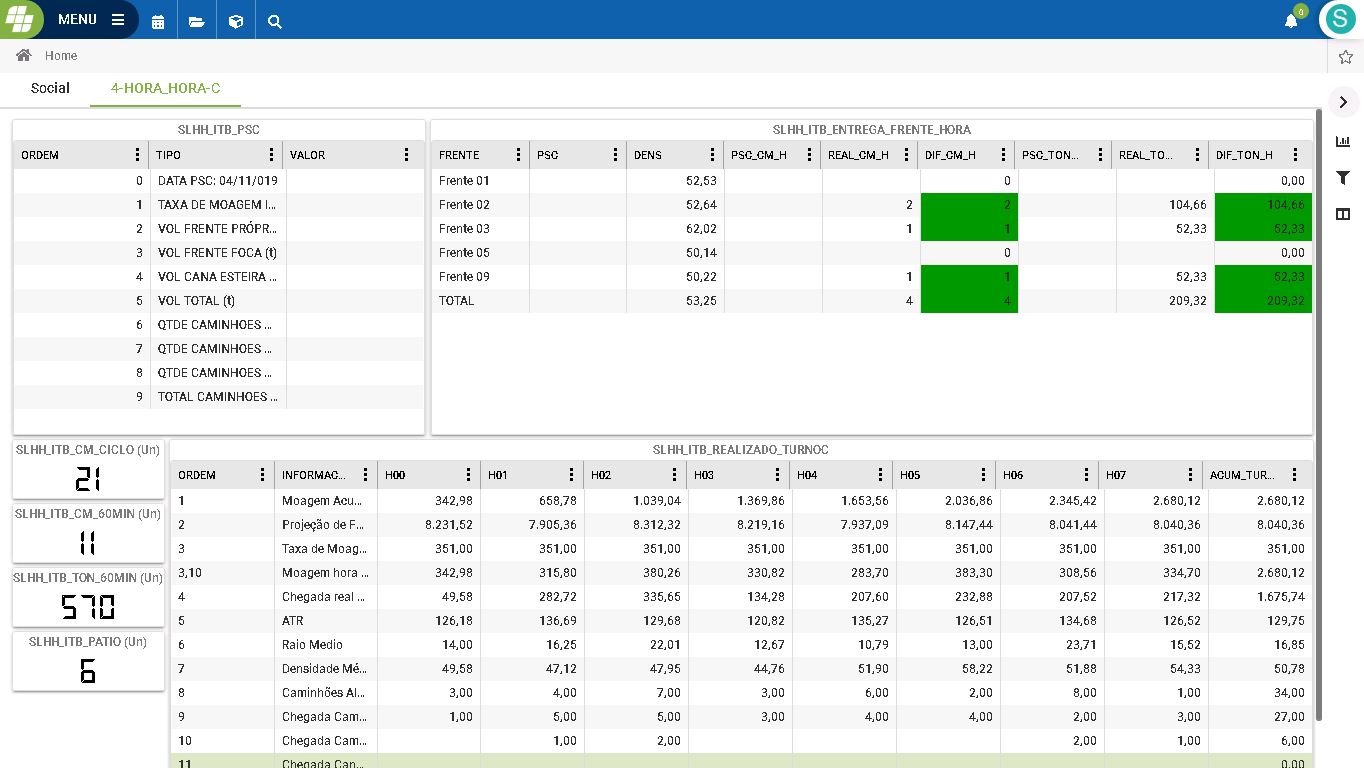 MENU
0
S
Home
Social 4-HORA_HORA-C
SLHH_ITB_PSC
ORDEM TIPO VALOR
0 DATA PSC: 04/11/019
1 TAXA DE MOAGEM I...
2 VOL FRENTE PRÓPR...
3 VOL FRENTE FOCA (t)
4 VOL CANA ESTEIRA ...
5 VOL TOTAL (t)
6 QTDE CAMINHOES ...
7 QTDE CAMINHOES ...
8 QTDE CAMINHOES ...
9 TOTAL CAMINHOES ...
SLHH_ITB_ENTREGA_FRENTE_HORA
FRENTE PSC DENS PSC_CM_H REAL_CM_H DIF_CM_H PSC_TON... REAL_TO... DIF_TON_H
Frente 01 52,53 0 0,00
Frente 02 52,64 2 2 104,66 104,66
Frente 03 62,02 1 1 52,33 52,33
Frente 05 50,14 0 0,00
Frente 09 50,22 1 1 52,33 52,33
TOTAL 53,25 4 4 209,32 209,32
SLHH_ITB_CM_CICLO (Un)
21
SLHH_ITB_CM_60MIN (Un)
11
SLHH_ITB_TON_60MIN (Un)
570
SLHH_ITB_PATIO (Un)
6
SLHH_ITB_REALIZADO_TURNOC
ORDEM INFORMAC... H00 H01 H02 H03 H04 H05 H06 H07 ACUM_TUR...
1 Moagem Acu... 342,98 658,78 1.039,04 1.369,86 1.653,56 2.036,86 2.345,42 2.680,12 2.680,12
2 Projeção de F... 8.231,52 7.905,36 8.312,32 8.219,16 7.937,09 8.147,44 8.041,44 8.040,36 8.040,36
3 Taxa de Moag... 351,00 351,00 351,00 351,00 351,00 351,00 351,00 351,00 351,00
3,10 Moagem hora ... 342,98 315,80 380,26 330,82 283,70 383,30 308,56 334,70 2.680,12
4 Chegada real ... 49,58 282,72 335,65 134,28 207,60 232,88 207,52 217,32 1.675,74
5 ATR 126,18 136,69 129,68 120,82 135,27 126,51 134,68 126,52 129,75
6 Raio Medio 14,00 16,25 22,01 12,67 10,79 13,00 23,71 15,52 16,85
7 Densidade Mé... 49,58 47,12 47,95 44,76 51,90 58,22 51,88 54,33 50,78
8 Caminhões Al... 3,00 4,00 7,00 3,00 6,00 2,00 8,00 1,00 34,00
9 Chegada Cam... 1,00 5,00 5,00 3,00 4,00 4,00 2,00 3,00 27,00
10 Chegada Cam... 1,00 2,00 2,00 1,00 6,00
11 Chegada Can... 0,00